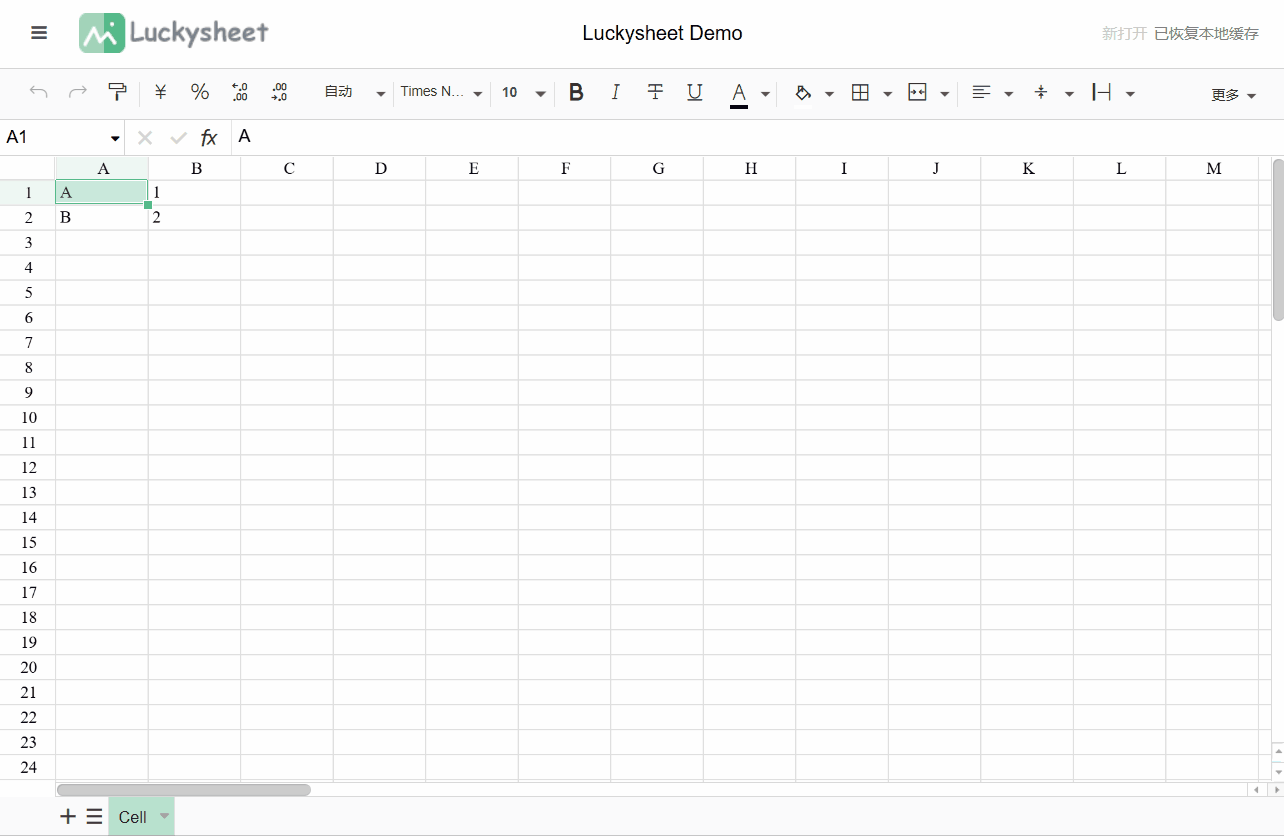 Luckysheet
Luckysheet Demo
新打开 已恢复本地缓存
¥ % .0 .00 .00 .0 自动 Times N... 10 B I T U A 更多
A1 fx A
A B C D E F G H I J K L M
1 A 1
2 B 2
3
4
5
6
7
8
9
10
11
12
13
14
15
16
17
18
19
20
21
22
23
24
Cell